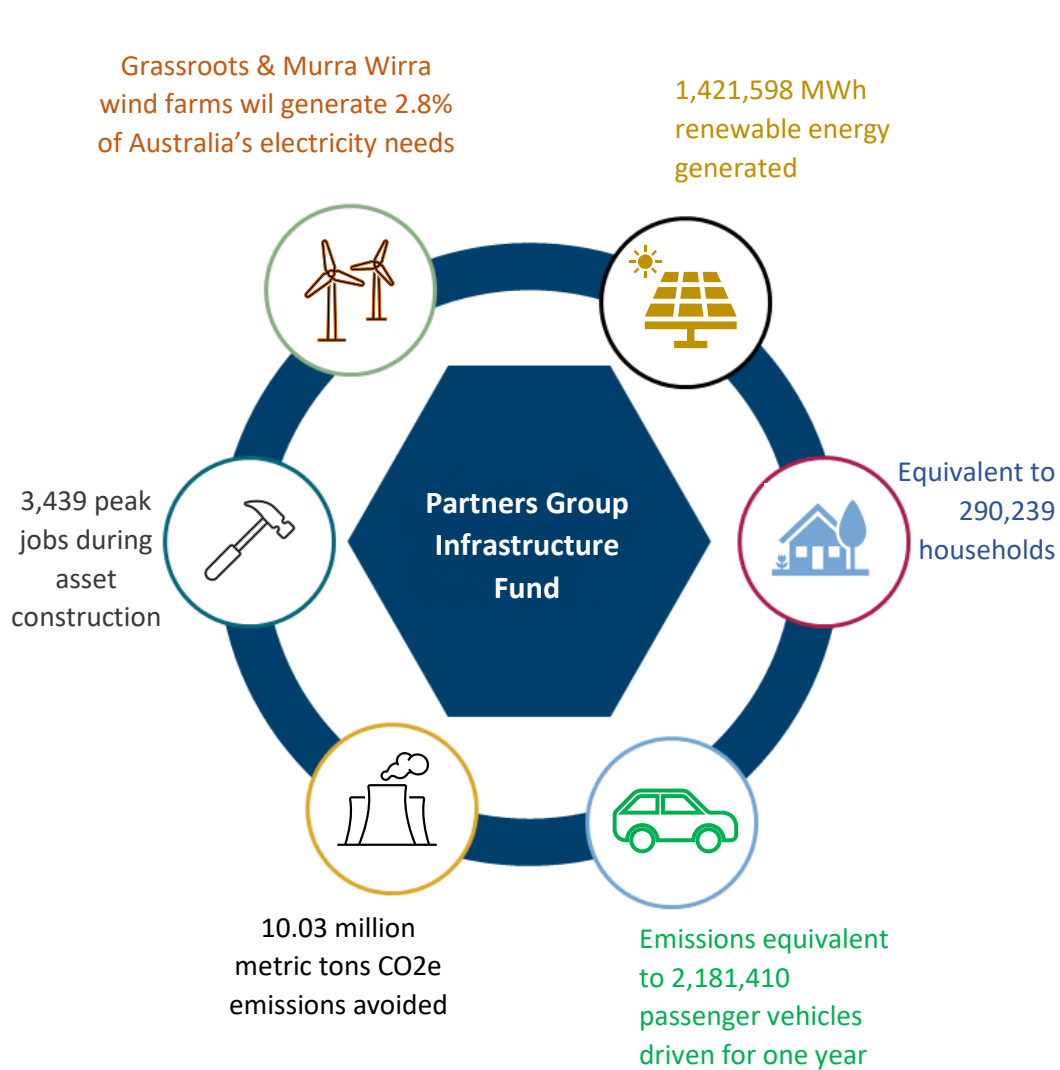 Grassroots & Murra Wirra
wind farms wil generate 2.8%
of Australia's electricity needs
1,421,598 MWh
renewable energy
generated
Equivalent to
290,239
households
Partners Group
Infrastructure
Fund
3,439 peak
jobs during
asset
construction
10.03 million
metric tons CO2e
emissions avoided
Emissions equivalent
to 2,181,410
passenger vehicles
driven for one year